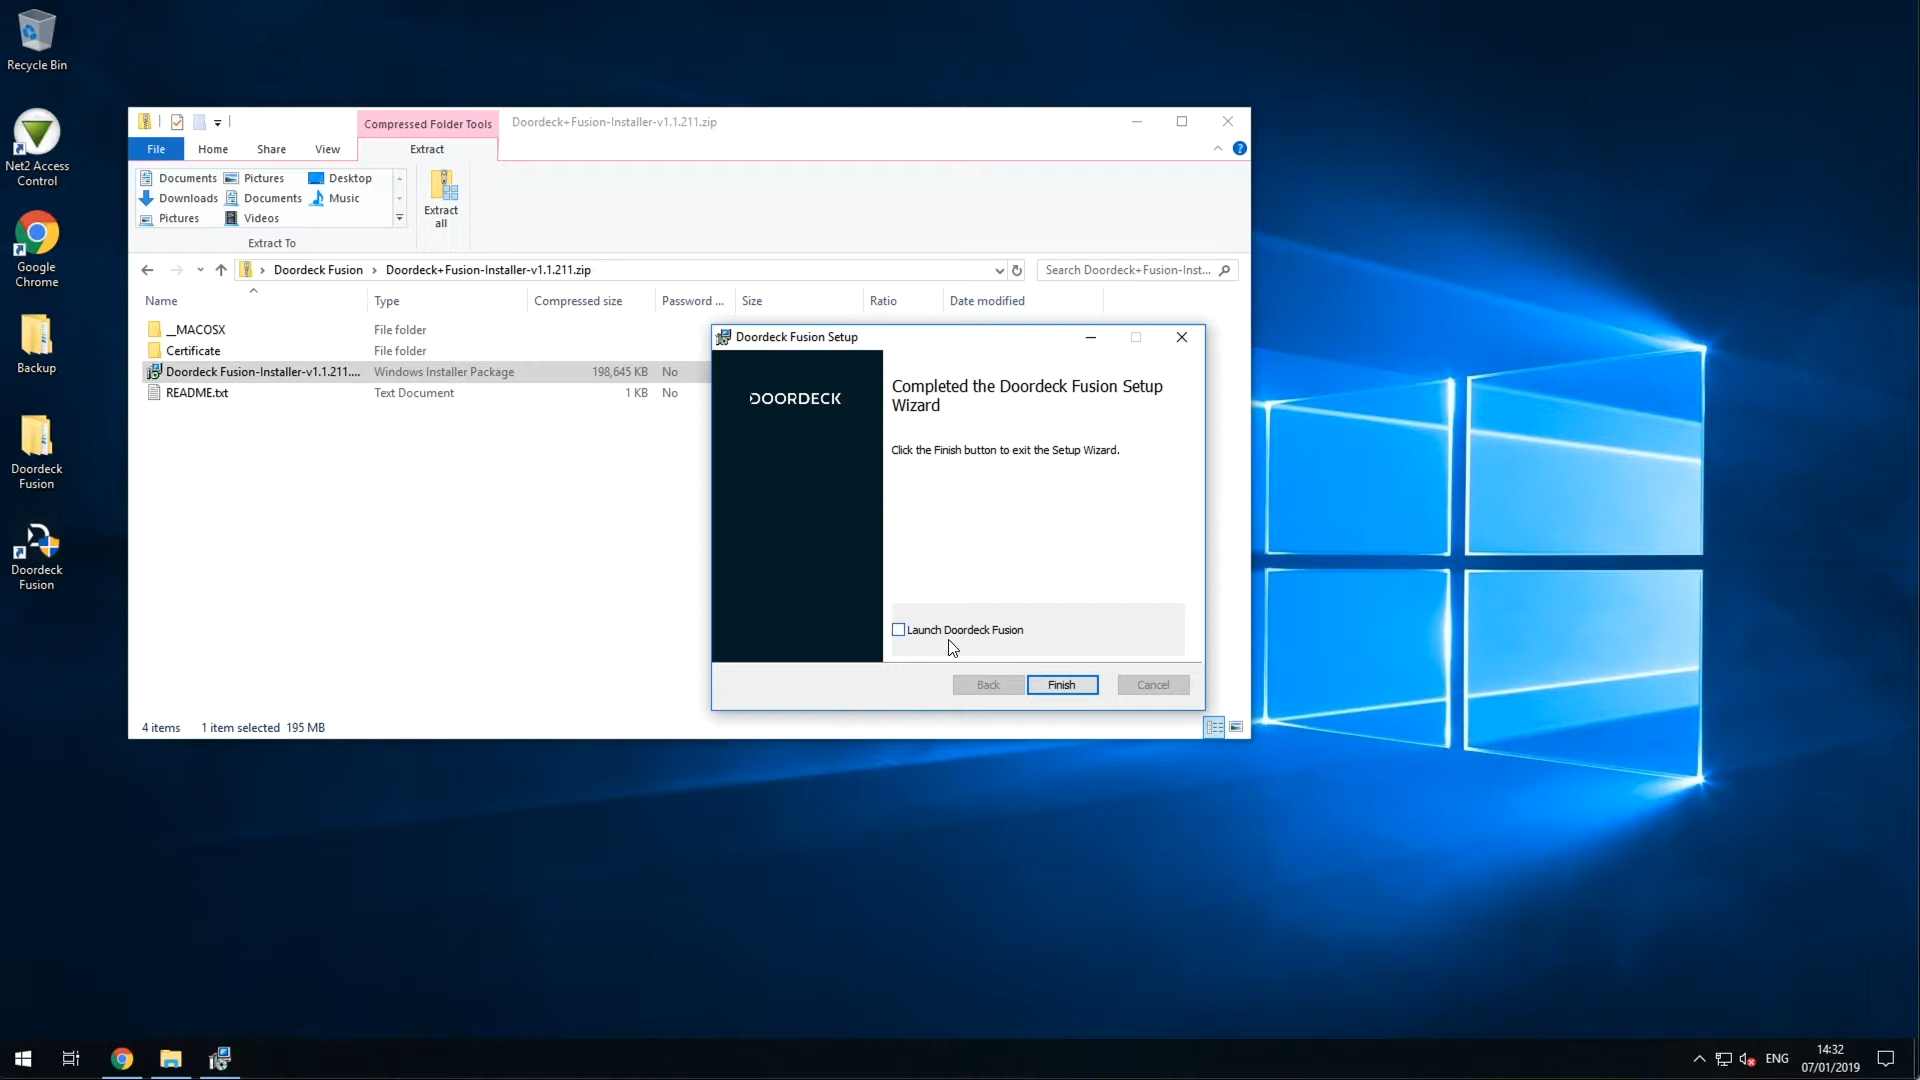 Recycle Bin
Net2 Access
Control
Google
Chrome
Backup
Doordeck
Fusion
Doordeck
Fusion
Compressed Folder Tools
Doordeck+Fusion-Installer-v1.1.211.zip
File
Home
Share
View
Extract
Documents
Pictures
Desktop
Downloads
Documents
Music
Pictures
Videos
Extract
all
Extract To
Doordeck Fusion
Doordeck+Fusion-Installer-v1.1.211.zip
Search Doordeck+Fusion-Inst...
Name
Type
Compressed size
Password ...
Size
Ratio
Date modified
__MACOSX
File folder
Certificate
File folder
Doordeck Fusion-Installer-v1.1.211....
Windows Installer Package
198,645 KB
No
README.txt
Text Document
1 KB
No
4 items
1 item selected 195 MB
Doordeck Fusion Setup
DOORDECK
Completed the Doordeck Fusion Setup
Wizard
Click the Finish button to exit the Setup Wizard.
Launch Doordeck Fusion
Back
Finish
Cancel
ENG
14:32
07/01/2019